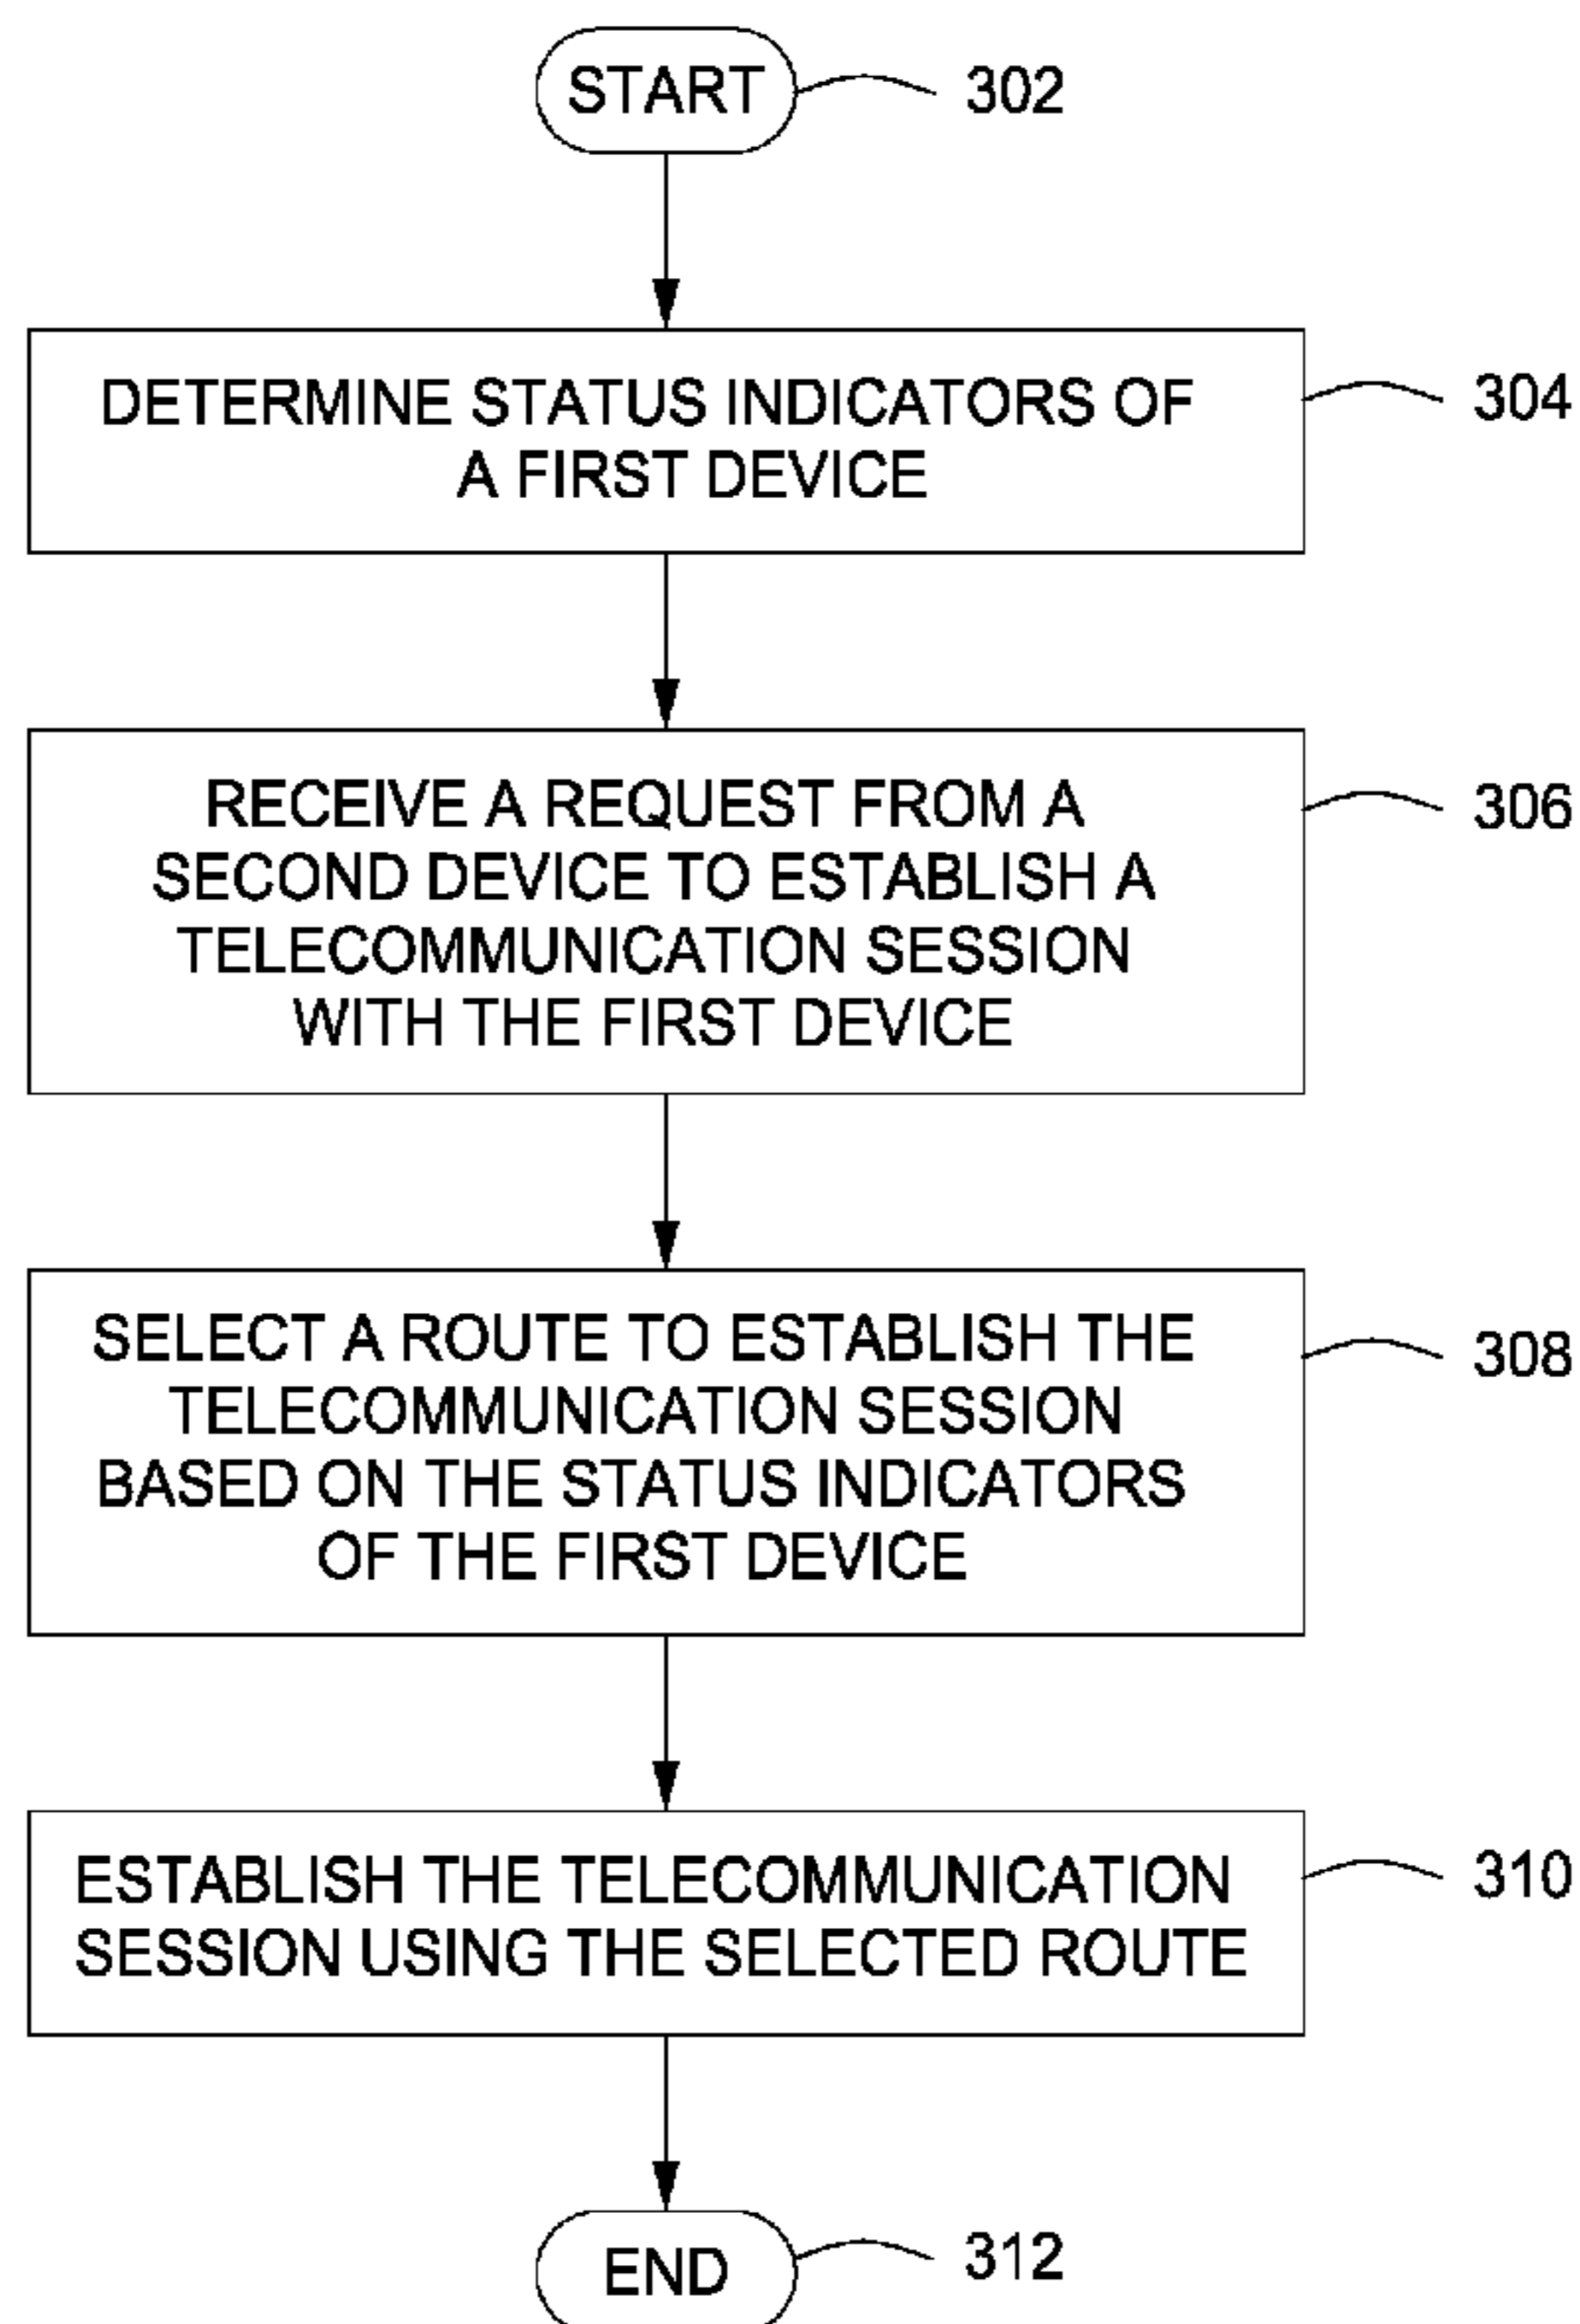 START
302
DETERMINE STATUS INDICATORS OF
A FIRST DEVICE
304
RECEIVE A REQUEST FROM A
SECOND DEVICE TO ESTABLISH A
TELECOMMUNICATION SESSION
WITH THE FIRST DEVICE
306
SELECT A ROUTE TO ESTABLISH THE
TELECOMMUNICATION SESSION
BASED ON THE STATUS INDICATORS
OF THE FIRST DEVICE
308
ESTABLISH THE TELECOMMUNICATION
SESSION USING THE SELECTED ROUTE
310
END
312